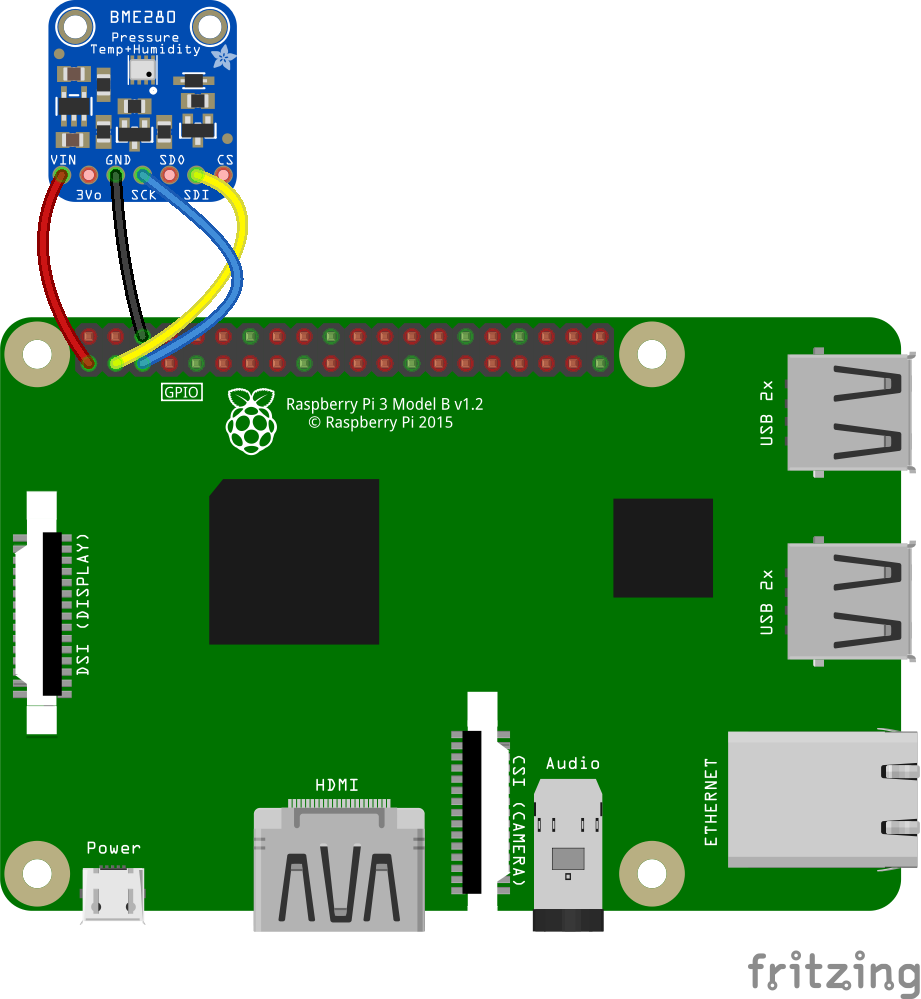 BME280
Pressure
Temp+Humidity
VIN
GND
SDO
CS
3Vo
SCK
SDI
GPIO
Raspberry Pi 3 Model B v1.2
© Raspberry Pi 2015
USB 2x
USB 2x
DSI (DISPLAY)
CSI (CAMERA)
Audio
ETHERNET
HDMI
Power
fritzing